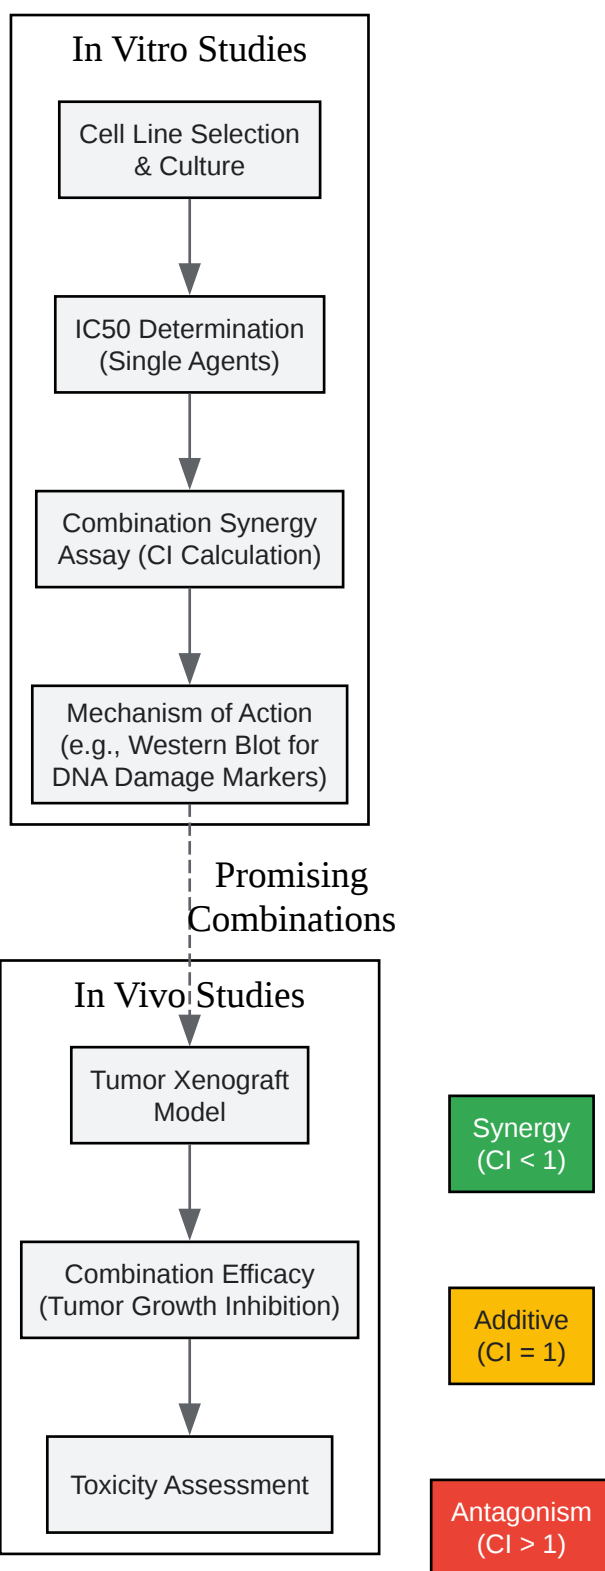 In Vitro Studies
Cell Line Selection
& Culture
IC50 Determination
(Single Agents)
Combination Synergy
Assay (CI Calculation)
Mechanism of Action
(e.g., Western Blot for
DNA Damage Markers)
Promising
Combinations
In Vivo Studies
Tumor Xenograft
Model
Combination Efficacy
(Tumor Growth Inhibition)
Toxicity Assessment
Synergy
(CI < 1)
Additive
(CI = 1)
Antagonism
(CI > 1)